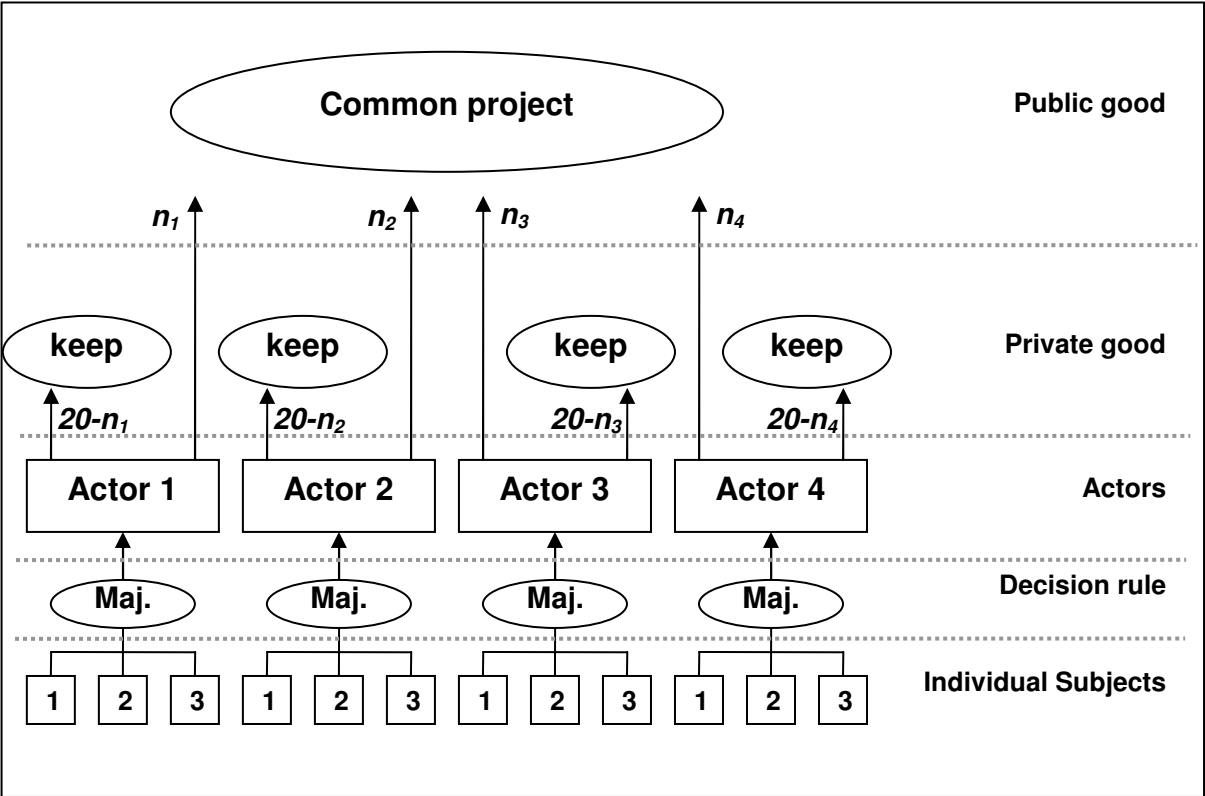 Common project
Public good
n1 n2 n3 n4
keep keep keep keep
Private good
20-n1 20-n2 20-n3 20-n4
Actor 1 Actor 2 Actor 3 Actor 4
Actors
Maj. Maj. Maj. Maj.
Decision rule
1 2 3 1 2 3 1 2 3 1 2 3
Individual Subjects